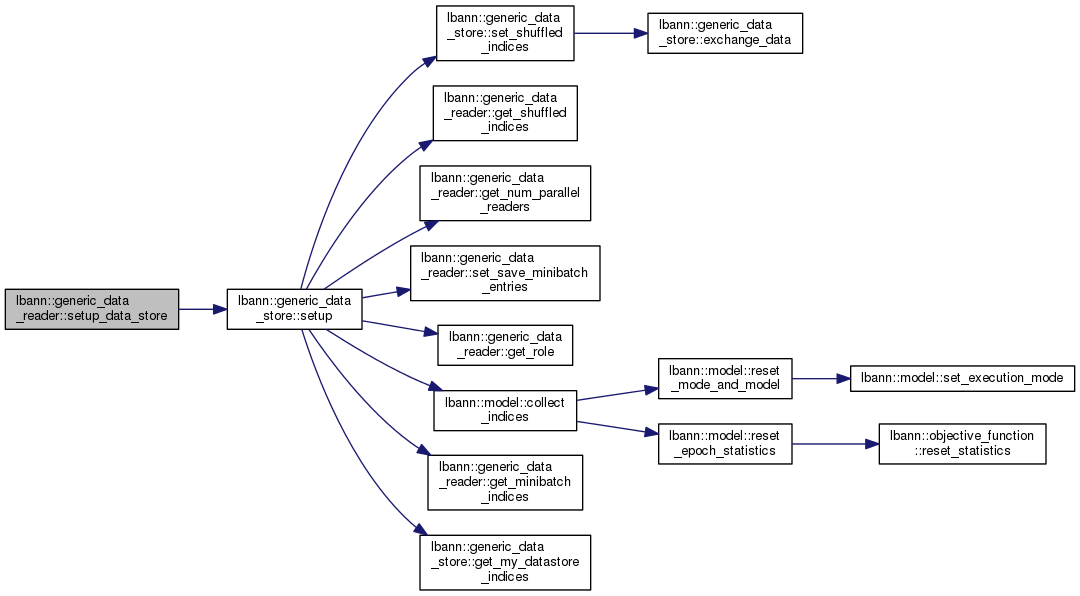 lbann::generic_data
_reader::setup_data_store
lbann::generic_data
_store::setup
lbann::generic_data
_store::set_shuffled
_indices
lbann::generic_data
_store::exchange_data
lbann::generic_data
_reader::get_shuffled
_indices
lbann::generic_data
_reader::get_num_parallel
_readers
lbann::generic_data
_reader::set_save_minibatch
_entries
lbann::generic_data
_reader::get_role
lbann::model::collect
_indices
lbann::model::reset
_mode_and_model
lbann::model::set_execution_mode
lbann::model::reset
_epoch_statistics
lbann::objective_function
::reset_statistics
lbann::generic_data
_reader::get_minibatch
_indices
lbann::generic_data
_store::get_my_datastore
_indices